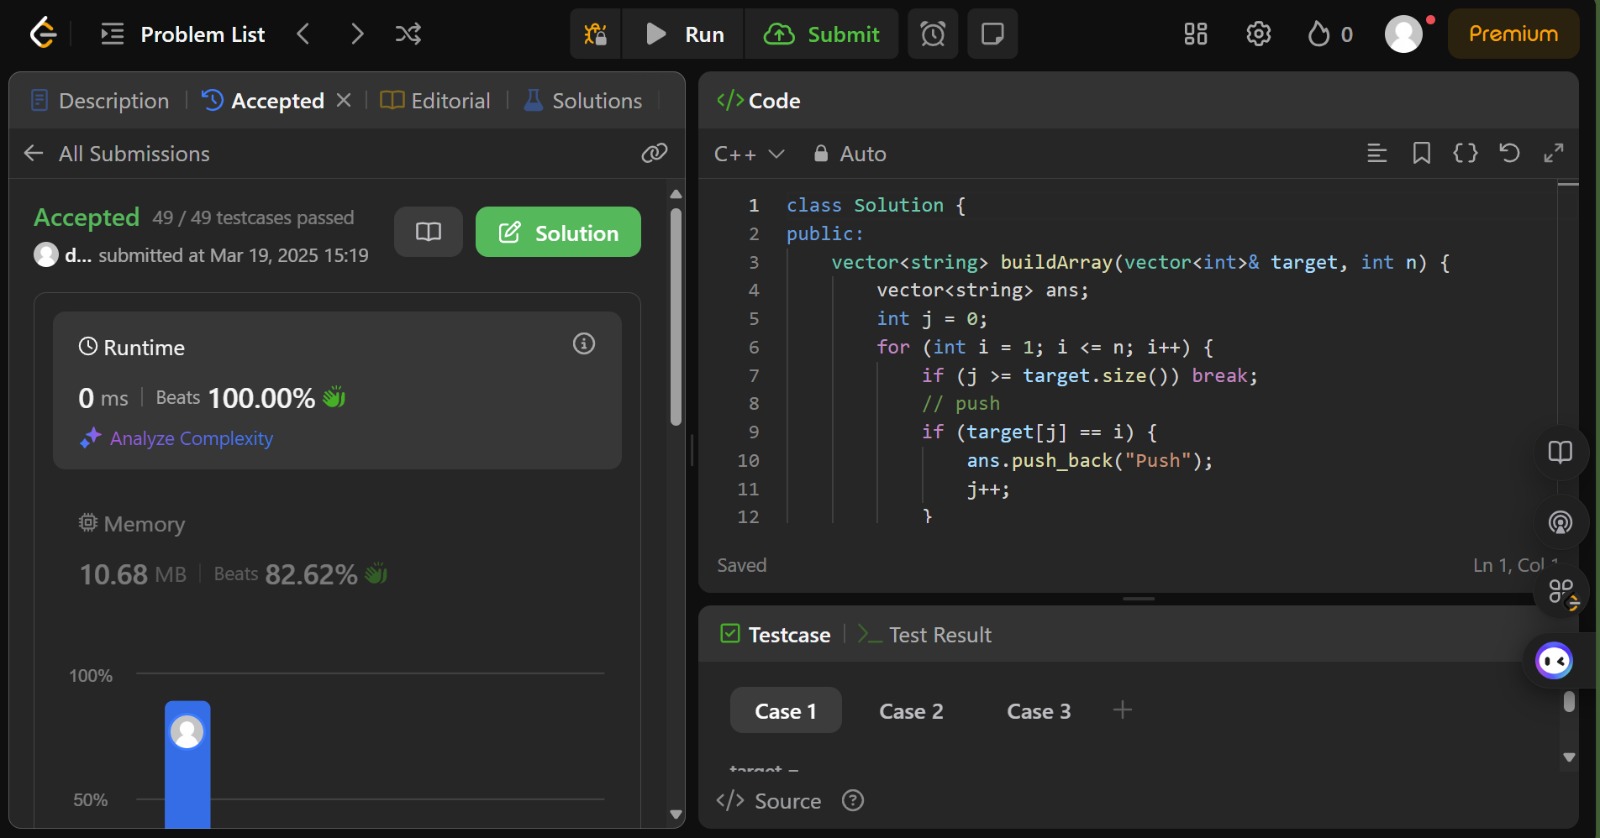 Problem List
Run
Submit
0
Premium
Description
Accepted
Editorial
Solutions
All Submissions
Accepted 49 / 49 testcases passed
d... submitted at Mar 19, 2025 15:19
Solution
Runtime
0 ms Beats 100.00%
Analyze Complexity
Memory
10.68 MB Beats 82.62%
100%
50%
</> Code
C++ Auto
1 class Solution {
2 public:
3 vector<string> buildArray(vector<int>& target, int n) {
4 vector<string> ans;
5 int j = 0;
6 for (int i = 1; i <= n; i++) {
7 if (j >= target.size()) break;
8 // push
9 if (target[j] == i) {
10 ans.push_back("Push");
11 j++;
12 }
Saved
Ln 1, Col 1
Testcase
Test Result
Case 1
Case 2
Case 3
target =
</> Source